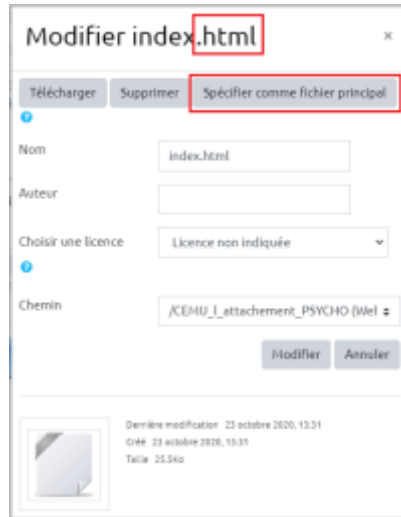 Modifier index.html ×
Télécharger Supprimer Spécifier comme fichier principal
?
Nom index.html
Auteur
Choisir une licence Licence non indiquée
?
Chemin /CEMU_l_attachement_PSYCHO (Wel
Modifier Annuler
Dernière modification 23 octobre 2020, 13:31
Créé 23 octobre 2020, 13:31
Taille 25.5Ko